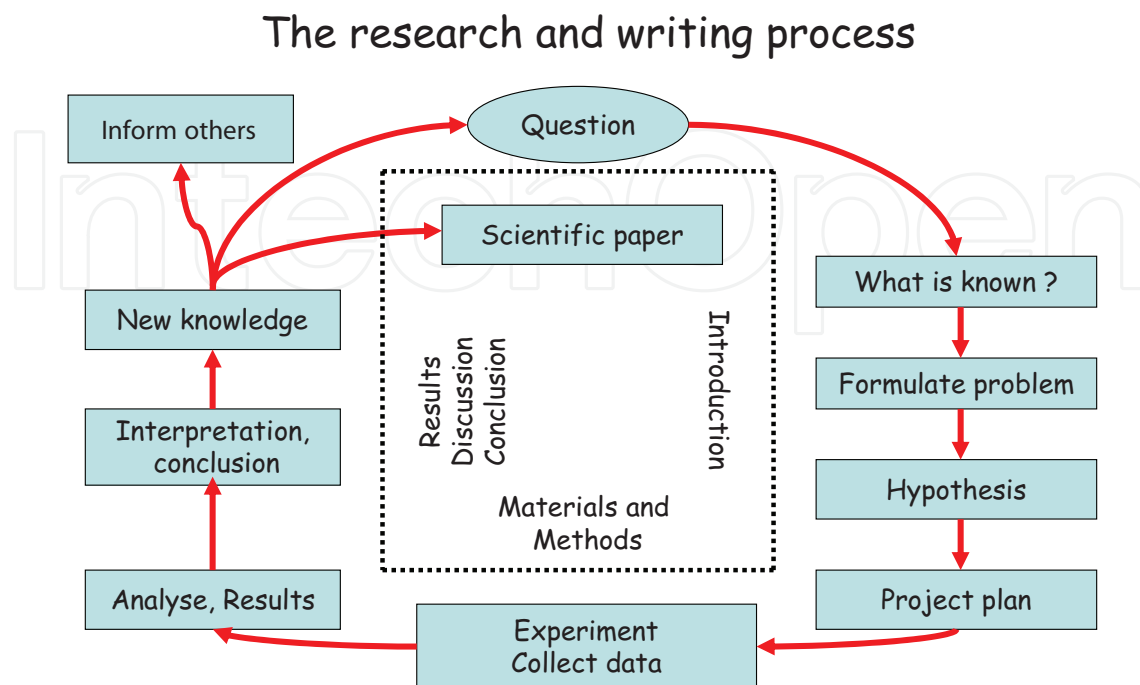 The research and writing process
Inform others
Question
Scientific paper
What is known ?
New knowledge
Formulate problem
Introduction
Results
Discussion
Conclusion
Interpretation,
conclusion
Hypothesis
Materials and
Methods
Analyse, Results
Project plan
Experiment
Collect data
IntechOpen